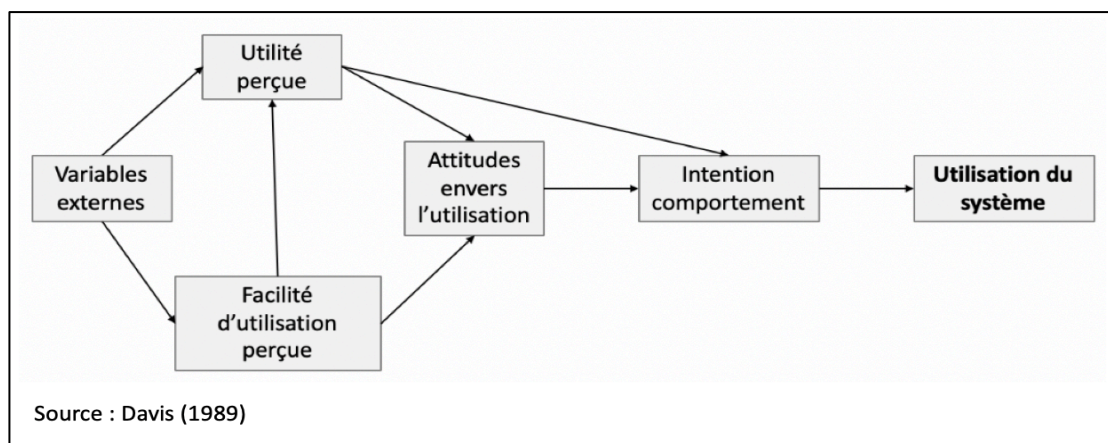 Utilité
perçue
Variables
externes
Attitudes
envers
l’utilisation
Intention
comportement
Utilisation du
système
Facilité
d’utilisation
perçue
Source : Davis (1989)